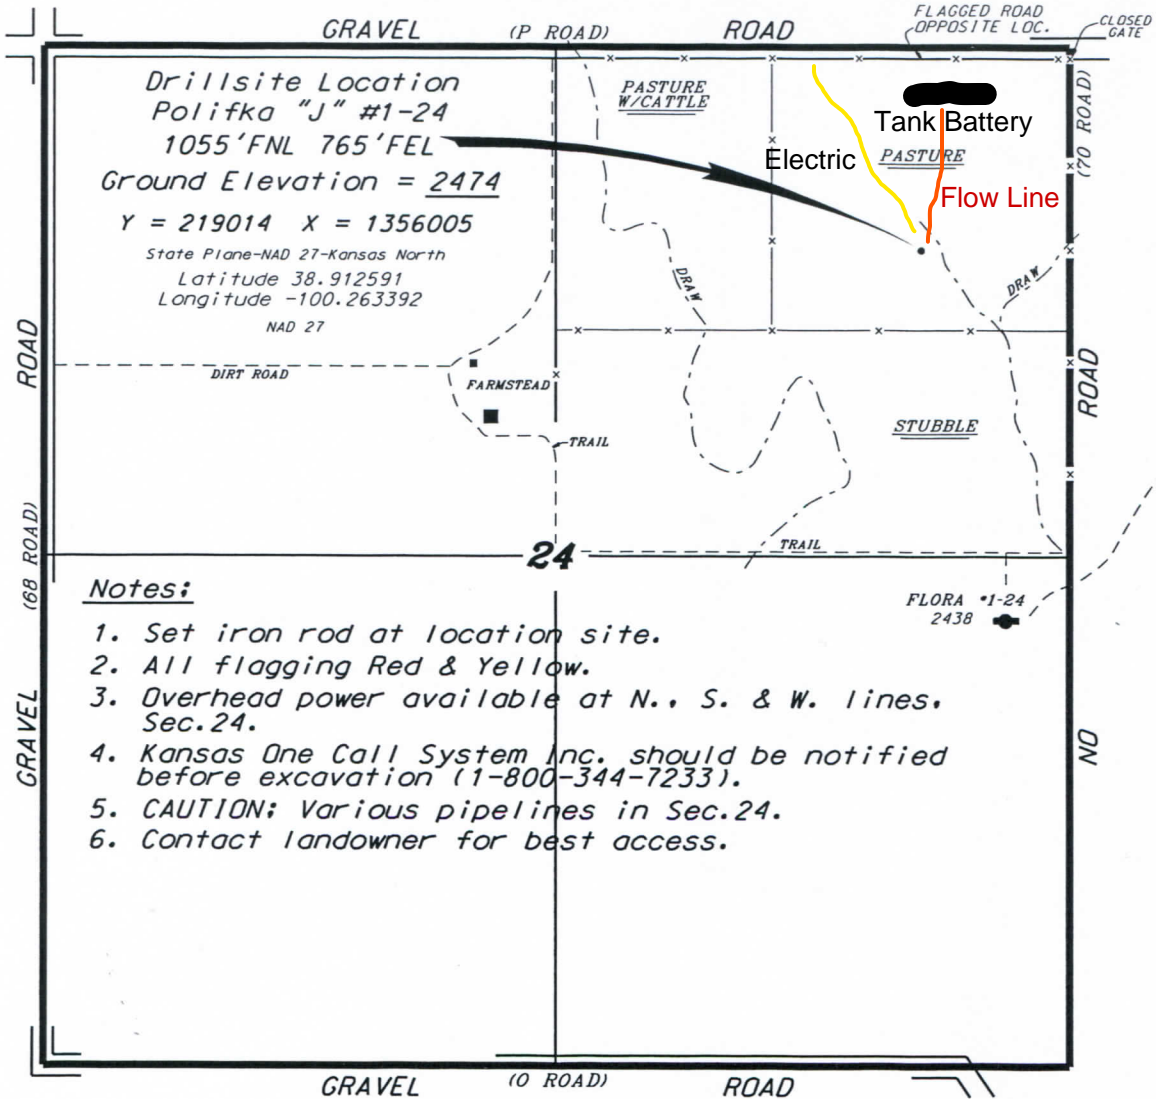 GRAVEL (P ROAD) ROAD
FLAGGED ROAD
OPPOSITE LOC.
CLOSED
GATE
Drillsite Location
Polifka "J" #1-24
1055'FNL 765'FEL
Ground Elevation = 2474
Y = 219014 X = 1356005
State Plane-NAD 27-Kansas North
Latitude 38.912591
Longitude -100.263392
NAD 27
PASTURE
W/CATTLE
Tank Battery
Electric
PASTURE
Flow Line
(70 ROAD)
DRAW
DRAW
ROAD
DIRT ROAD
FARMSTEAD
TRAIL
STUBBLE
ROAD
(68 ROAD)
24
TRAIL
FLORA #1-24
2438
Notes:
1. Set iron rod at location site.
2. All flagging Red & Yellow.
3. Overhead power available at N., S. & W. lines,
Sec.24.
4. Kansas One Call System Inc. should be notified
before excavation (1-800-344-7233).
5. CAUTION: Various pipelines in Sec.24.
6. Contact landowner for best access.
GRAVEL
NO
GRAVEL (O ROAD) ROAD